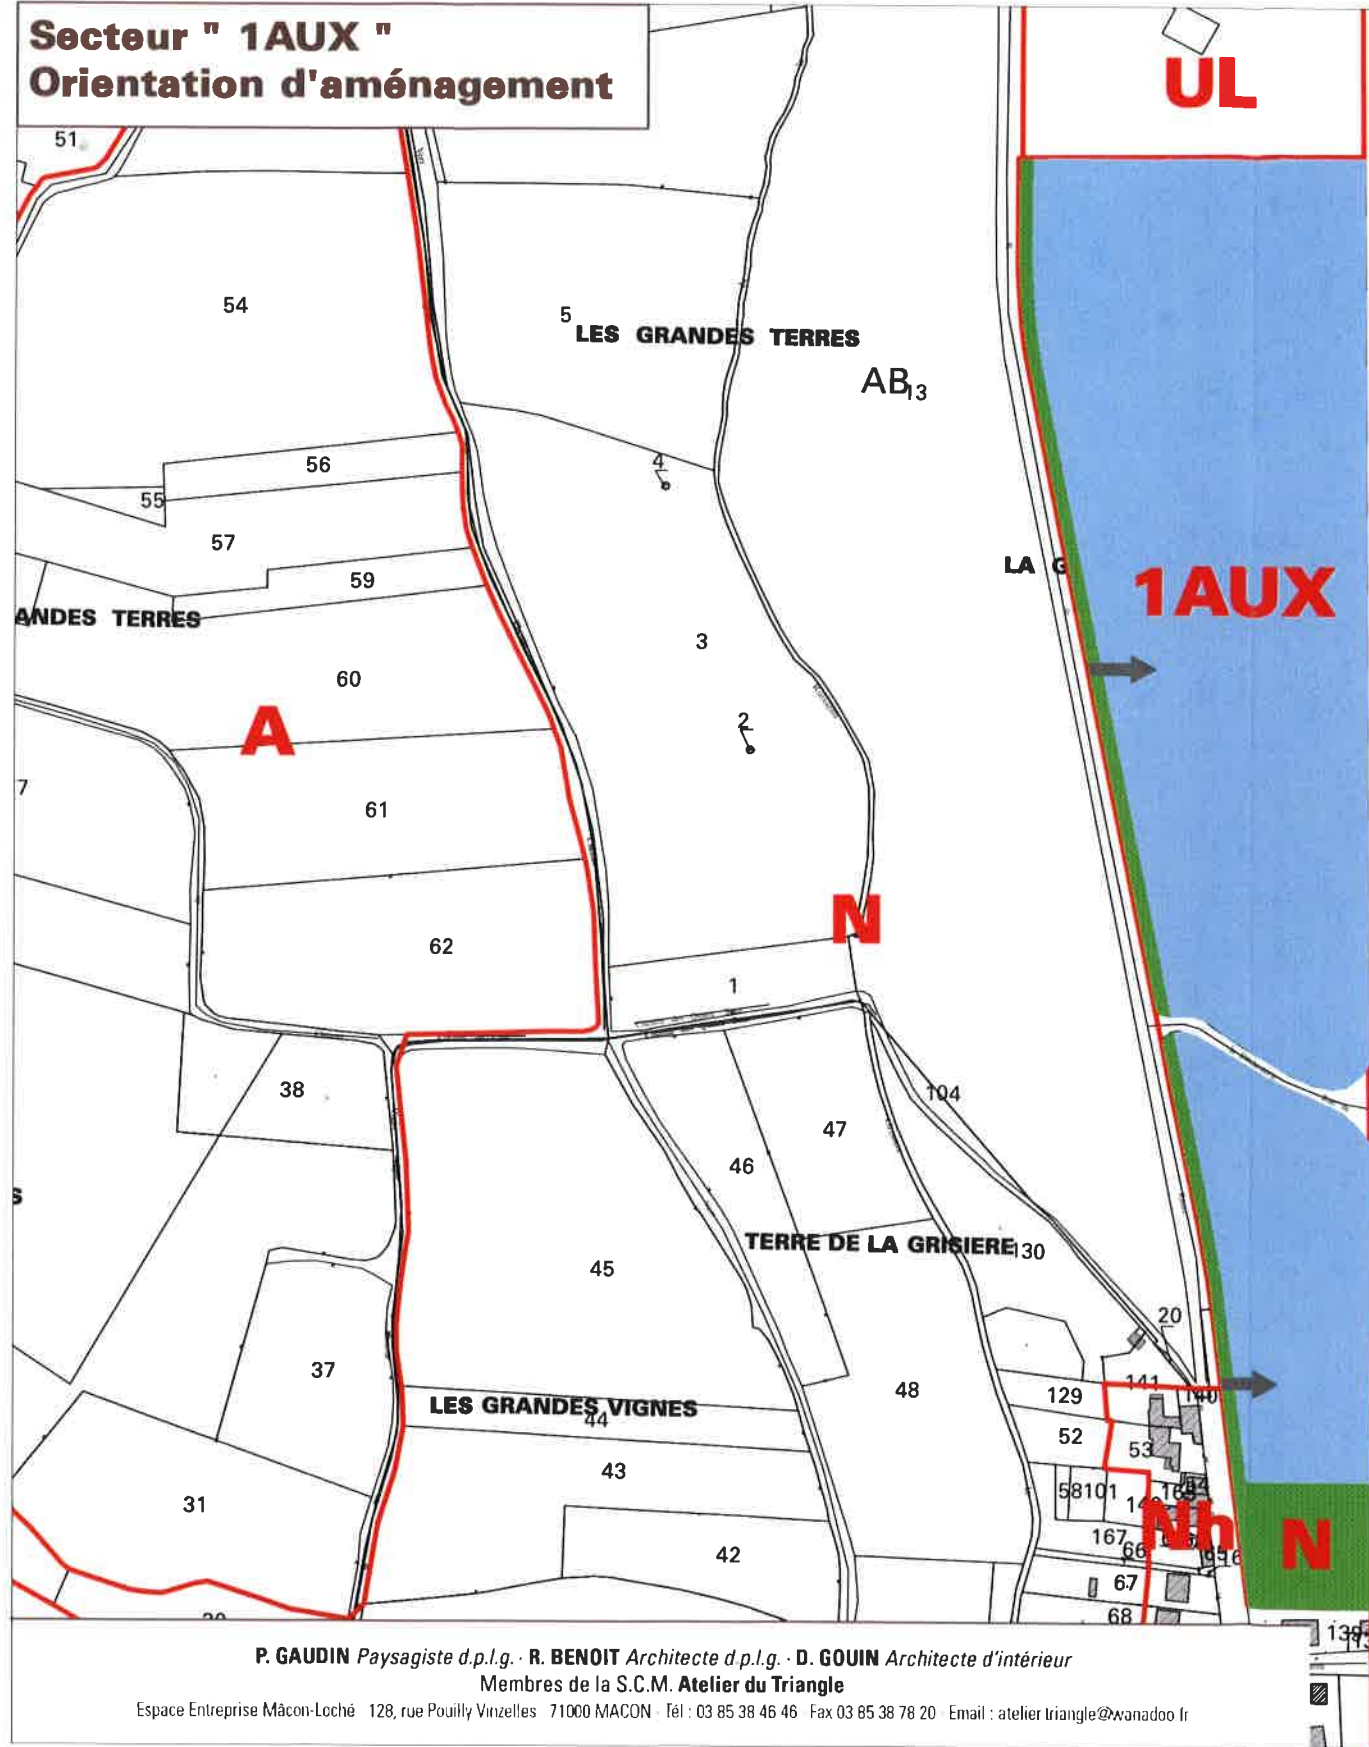 Secteur " 1AUX "
Orientation d'aménagement
UL
51
54
5
LES GRANDES TERRES
AB13
56
4
55
57
LA G
59
1AUX
ANDES TERRES
3
60
A
2
7
61
N
62
1
38
104
47
46
S
TERRE DE LA GRISIERE
130
45
20
37
48
141
140
129
LES GRANDES VIGNES
44
52
53
43
58 101
31
167
Nh
N
66
42
67
68
P. GAUDIN Paysagiste d.p.l.g. · R. BENOIT Architecte d.p.l.g. · D. GOUIN Architecte d'intérieur
Membres de la S.C.M. Atelier du Triangle
Espace Entreprise Mâcon-Loché 128, rue Pouilly Vinzelles 71000 MACON - Tél : 03 85 38 46 46 Fax 03 85 38 78 20 - Email : atelier.triangle@wanadoo.fr